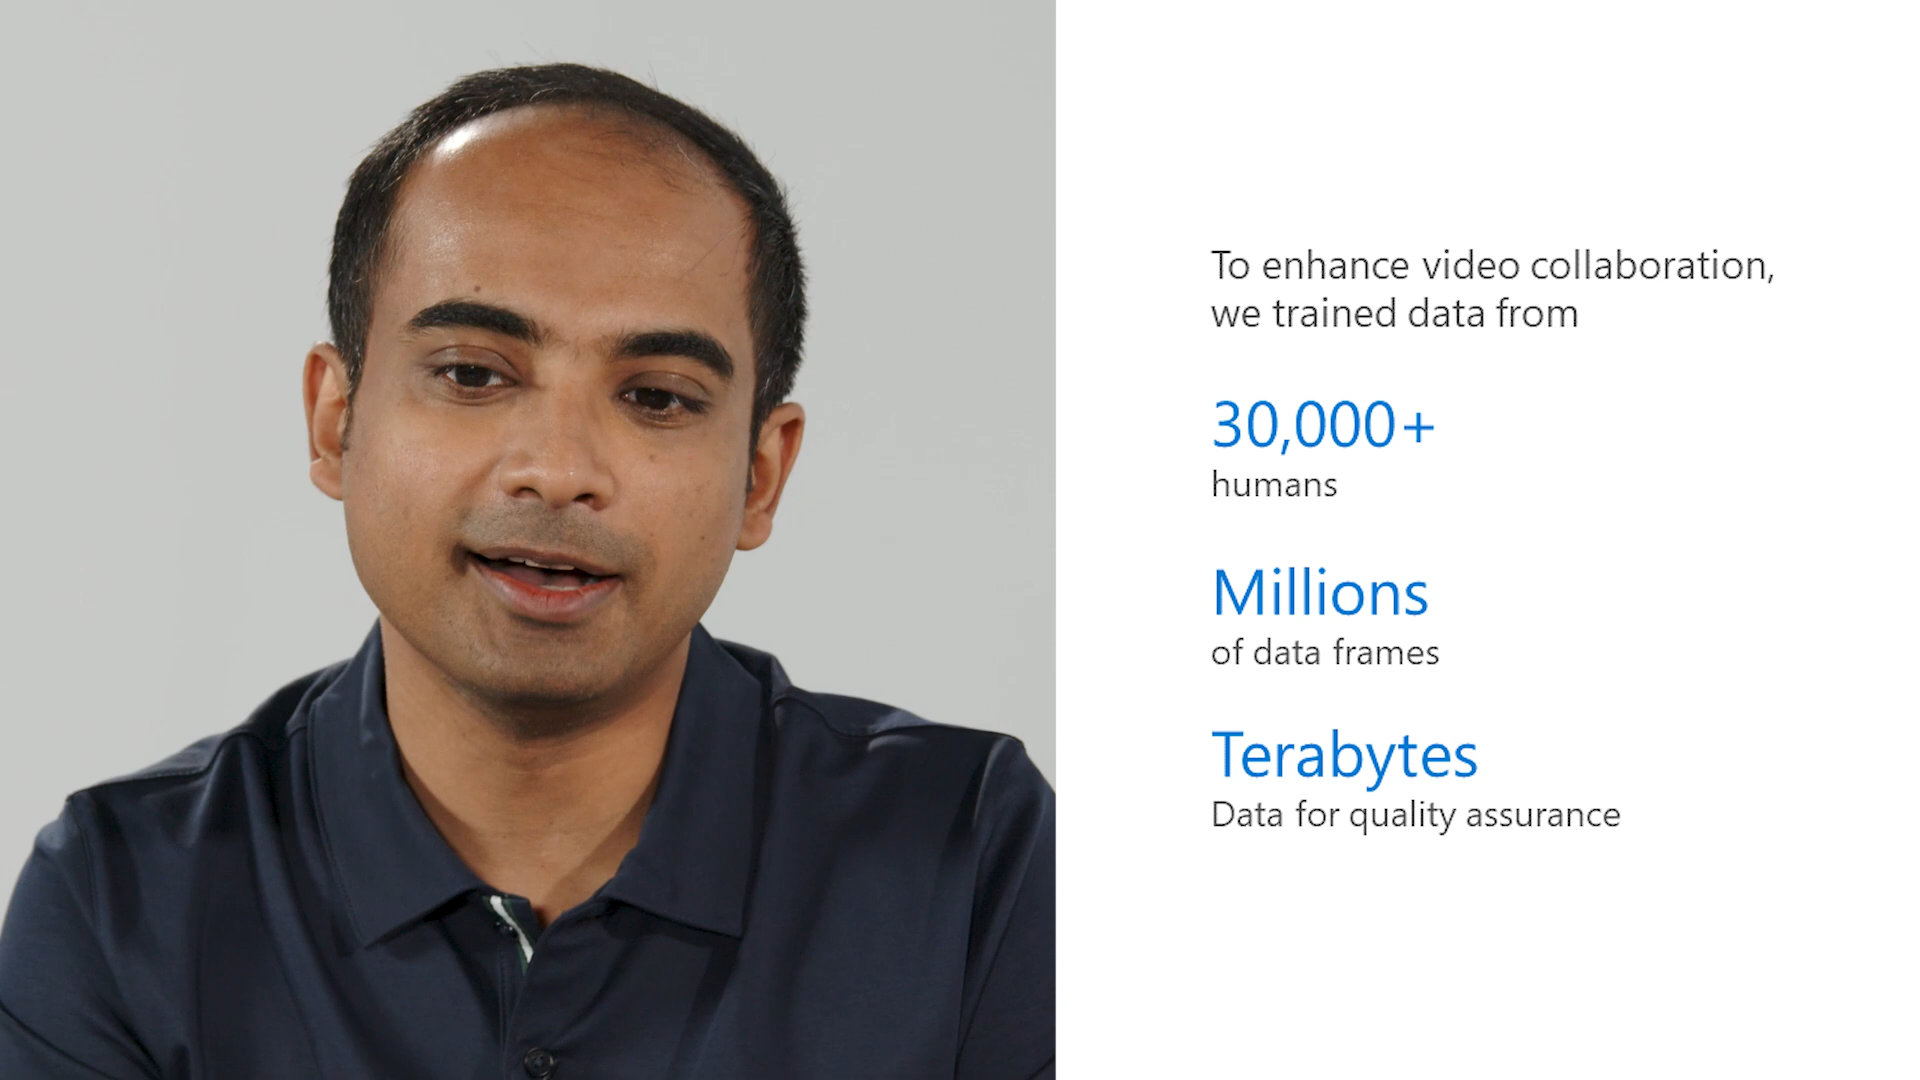 To enhance video collaboration,
we trained data from
30,000+
humans
Millions
of data frames
Terabytes
Data for quality assurance